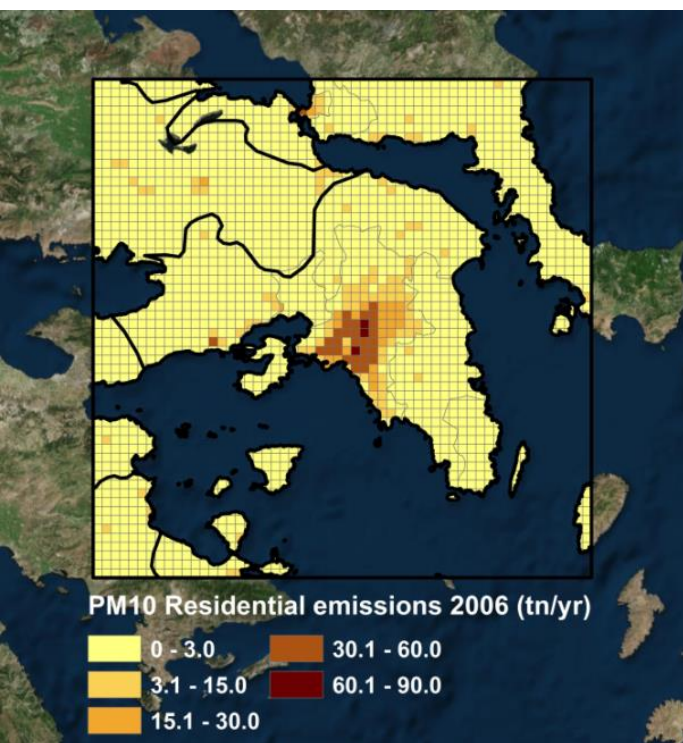 PM10 Residential emissions 2006 (tn/yr)
0 - 3.0
3.1 - 15.0
15.1 - 30.0
30.1 - 60.0
60.1 - 90.0